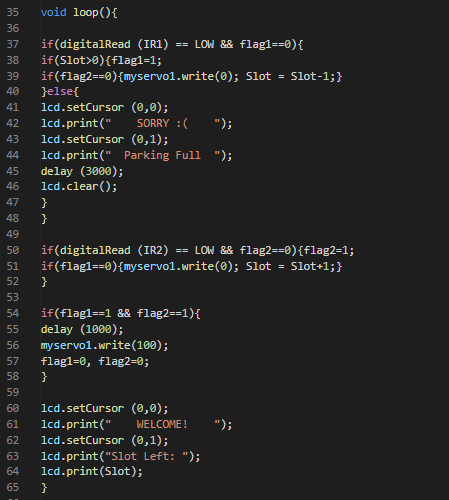 35 void loop(){
36
37 if(digitalRead (IR1) == LOW && flag1==0){
38 if(Slot>0){flag1=1;
39 if(flag2==0){myservo1.write(0); Slot = Slot-1;}
40 }else{
41 lcd.setCursor (0,0);
42 lcd.print("    SORRY :(    ");
43 lcd.setCursor (0,1);
44 lcd.print("  Parking Full  ");
45 delay (3000);
46 lcd.clear();
47 }
48 }
49
50 if(digitalRead (IR2) == LOW && flag2==0){flag2=1;
51 if(flag1==0){myservo1.write(0); Slot = Slot+1;}
52 }
53
54 if(flag1==1 && flag2==1){
55 delay (1000);
56 myservo1.write(100);
57 flag1=0, flag2=0;
58 }
59
60 lcd.setCursor (0,0);
61 lcd.print("    WELCOME!    ");
62 lcd.setCursor (0,1);
63 lcd.print("Slot Left: ");
64 lcd.print(Slot);
65 }